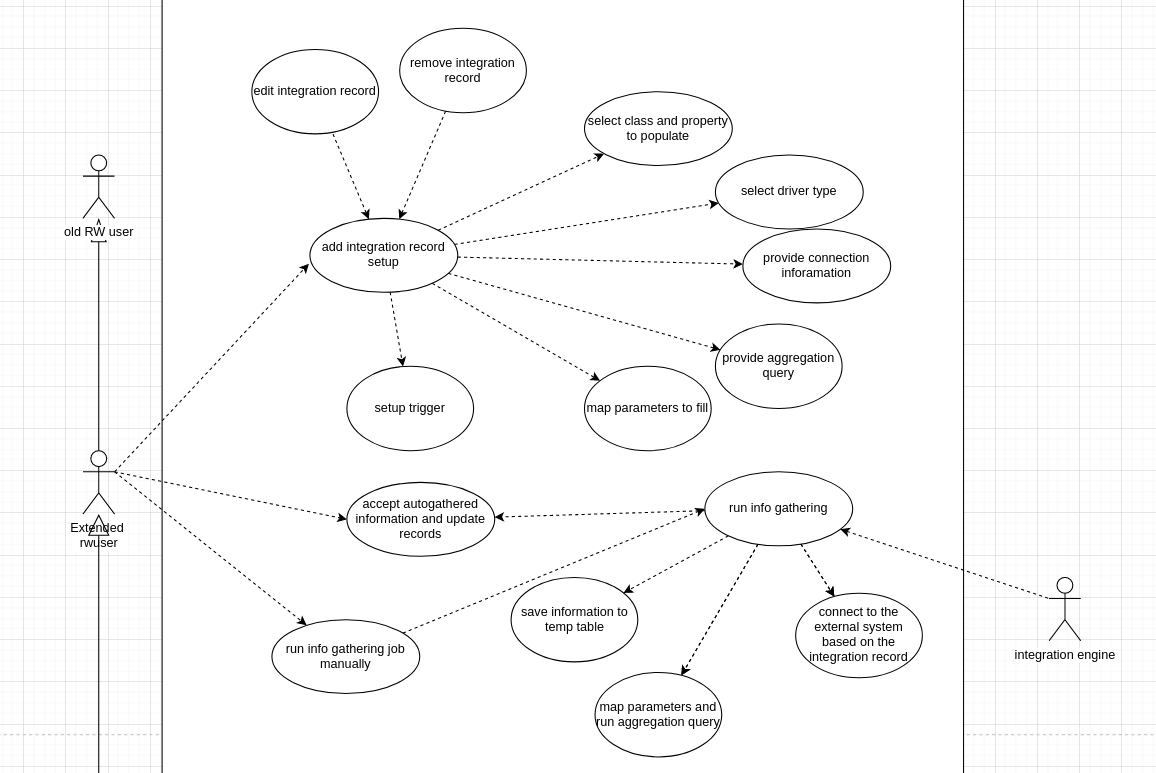 remove integration
record
edit integration record
select class and property
to populate
select driver type
old RW user
add integration record
setup
provide connection
inforamation
provide aggregation
query
setup trigger
map parameters to fill
accept autogathered
information and update
records
run info gathering
Extended
rwuser
save information to
temp table
connect to the
external system
based on the
integration record
integration engine
run info gathering job
manually
map parameters and
run aggregation query